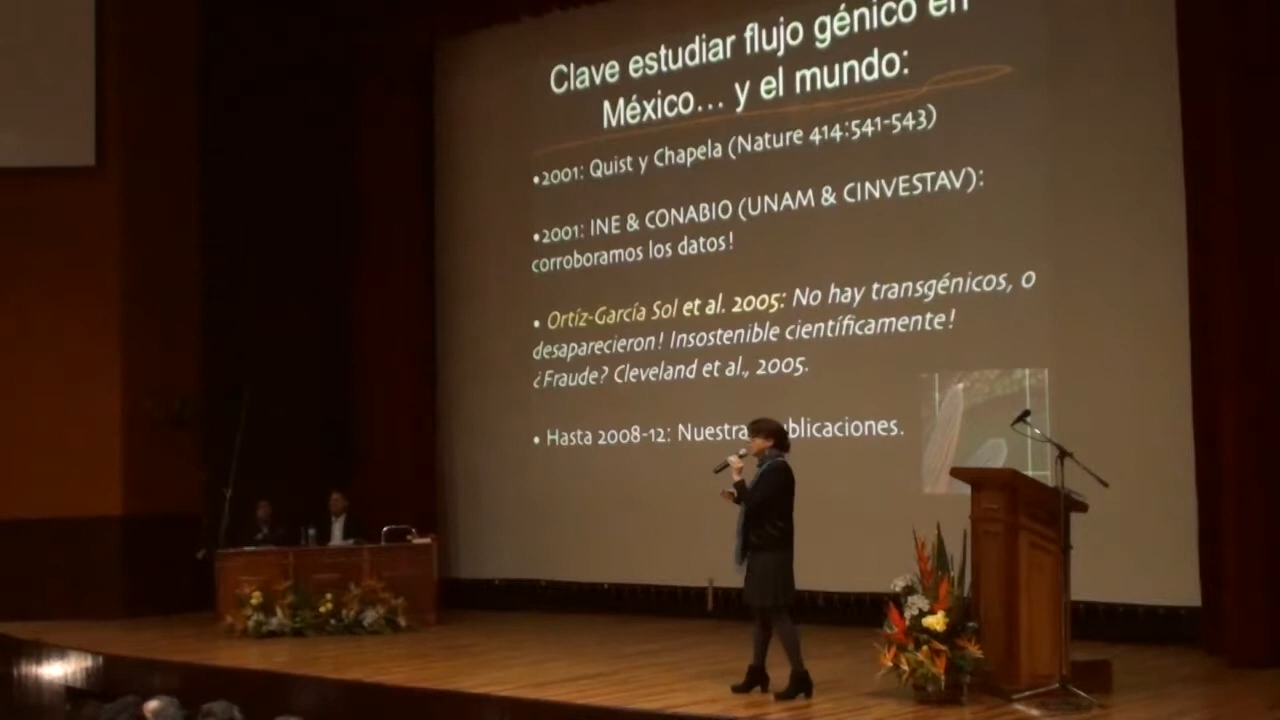 Clave estudiar flujo génico en
México... y el mundo:
•2001: Quist y Chapela (Nature 414:541-543)
•2001: INE & CONABIO (UNAM & CINVESTAV):
corroboramos los datos!
• Ortíz-García Sol et al. 2005: No hay transgénicos, o
desaparecieron! Insostenible científicamente!
¿Fraude? Cleveland et al., 2005.
• Hasta 2008-12: Nuestra blicaciones.